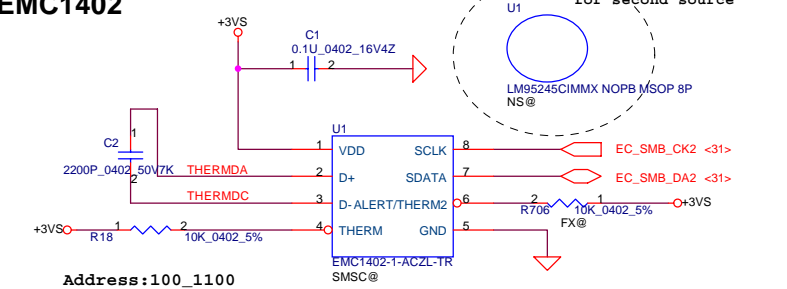 EMC1402
for second source
U1
+3VS
C1
0.1U_0402_16V4Z
1 2
LM95245CIMMX NOPB MSOP 8P
NS@
U1
1 VDD SCLK 8 EC_SMB_CK2 <31>
C2
1
2200P_0402_50V7K
2
THERMDA 2 D+ SDATA 7 EC_SMB_DA2 <31>
THERMDC 3 D- ALERT/THERM2 6
R706 2 1 10K_0402_5% +3VS
FX@
+3VS R18 1 2 10K_0402_5% 4 THERM GND 5
EMC1402-1-ACZL-TR
SMSC@
Address:100_1100